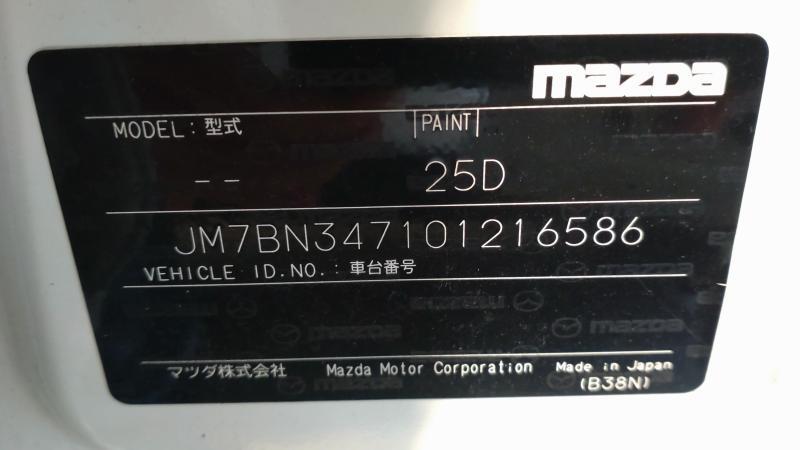 mazda
MODEL: 型式 PAINT
-- 25D
JM7BN347101216586
VEHICLE ID.NO.: 車台番号
マツダ株式会社 Mazda Motor Corporation Made in Japan
(B38N)